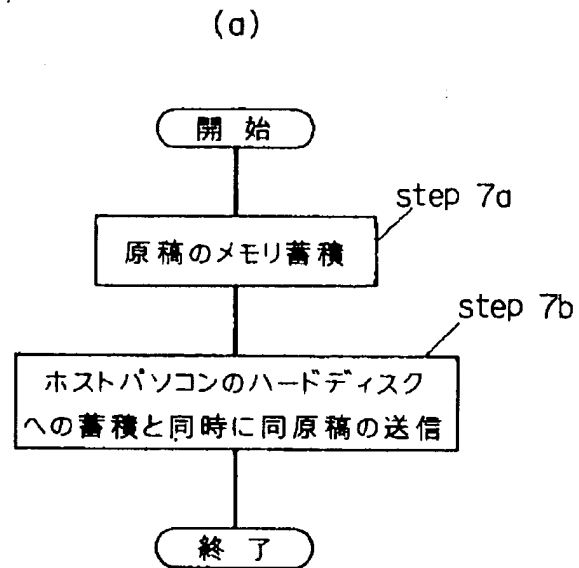 (a)
開始
step 7a
原稿のメモリ蓄積
step 7b
ホストパソコンのハードディスク
への蓄積と同時に同原稿の送信
終了